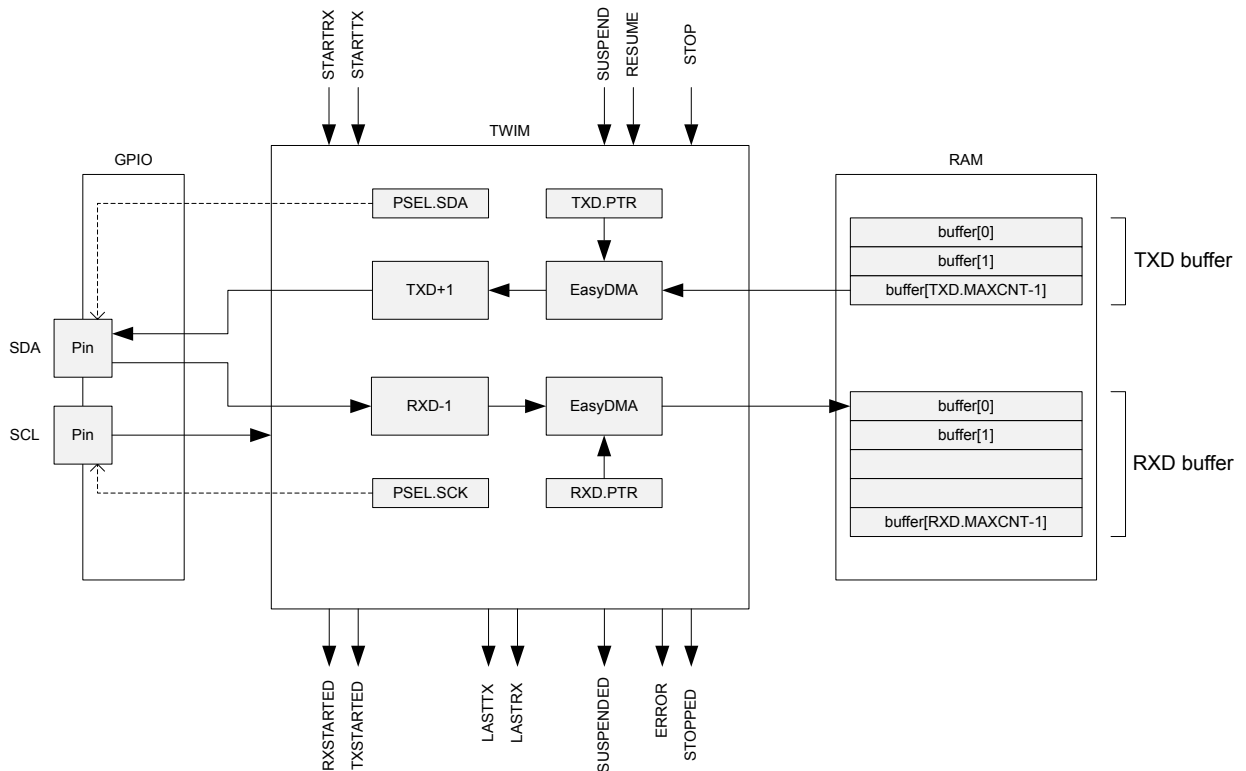 STARTRX
STARTTX
SUSPEND
RESUME
STOP
GPIO
TWIM
RAM
PSEL.SDA
TXD.PTR
buffer[0]
buffer[1]
buffer[TXD.MAXCNT-1]
TXD buffer
TXD+1
EasyDMA
SDA
Pin
RXD-1
EasyDMA
SCL
Pin
buffer[0]
buffer[1]
buffer[RXD.MAXCNT-1]
RXD buffer
PSEL.SCK
RXD.PTR
RXSTARTED
TXSTARTED
LASTTX
LASTRX
SUSPENDED
ERROR
STOPPED